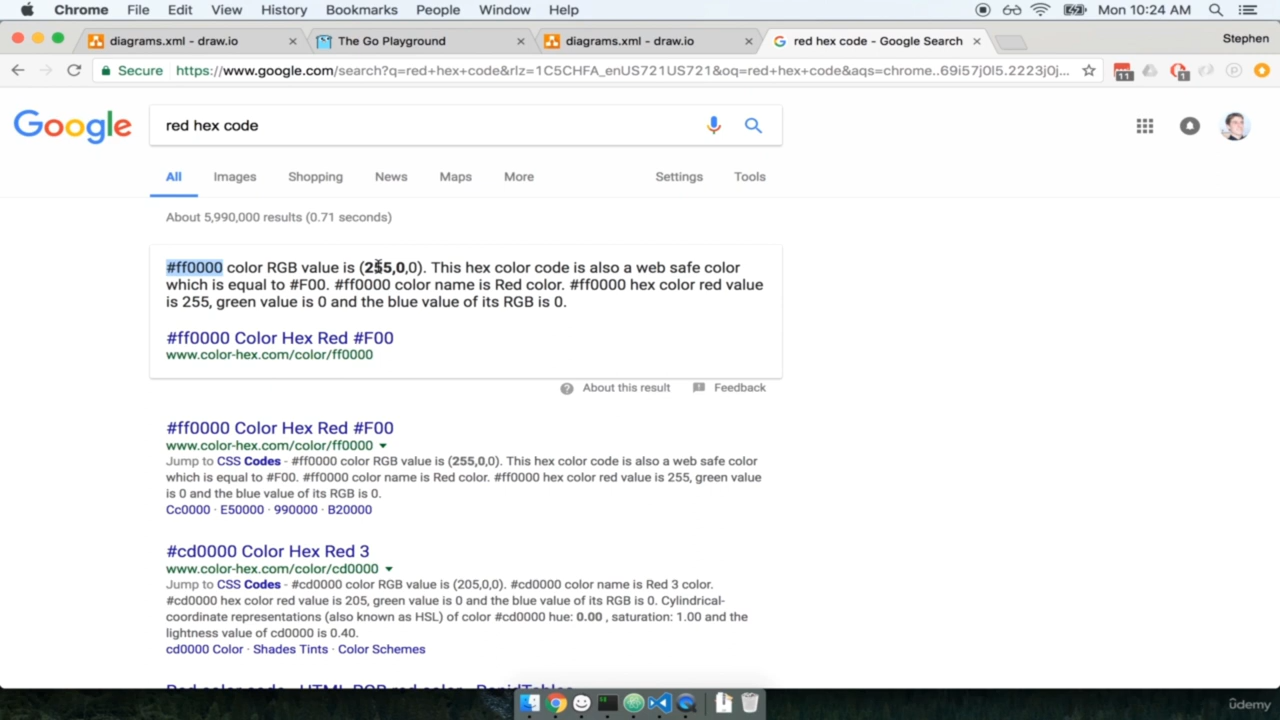 Chrome File Edit View History Bookmarks People Window Help Mon 10:24 AM
diagrams.xml - draw.io The Go Playground diagrams.xml - draw.io red hex code - Google Search Stephen
Secure https://www.google.com/search?q=red+hex+code&rlz=1C5CHFA_enUS721US721&oq=red+hex+code&aqs=chrome..69i57j0l5.2223j0j... 11 1
Google red hex code
All Images Shopping News Maps More Settings Tools
About 5,990,000 results (0.71 seconds)
#ff0000 color RGB value is (255,0,0). This hex color code is also a web safe color
which is equal to #F00. #ff0000 color name is Red color. #ff0000 hex color red value
is 255, green value is 0 and the blue value of its RGB is 0.
#ff0000 Color Hex Red #F00
www.color-hex.com/color/ff0000
About this result Feedback
#ff0000 Color Hex Red #F00
www.color-hex.com/color/ff0000
Jump to CSS Codes - #ff0000 color RGB value is (255,0,0). This hex color code is also a web safe color
which is equal to #F00. #ff0000 color name is Red color. #ff0000 hex color red value is 255, green value
is 0 and the blue value of its RGB is 0.
Cc0000 · E50000 · 990000 · B20000
#cd0000 Color Hex Red 3
www.color-hex.com/color/cd0000
Jump to CSS Codes - #cd0000 color RGB value is (205,0,0). #cd0000 color name is Red 3 color.
#cd0000 hex color red value is 205, green value is 0 and the blue value of its RGB is 0. Cylindrical-
coordinate representations (also known as HSL) of color #cd0000 hue: 0.00 , saturation: 1.00 and the
lightness value of cd0000 is 0.40.
cd0000 Color · Shades Tints · Color Schemes
Red color code - HTML RGB red color - RapidTables
ûdemy